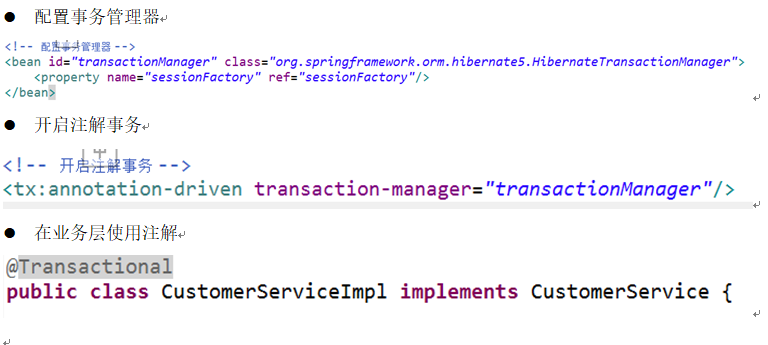 ● 配置事务管理器
<!-- 配置事务管理器 -->
<bean id="transactionManager" class="org.springframework.orm.hibernate5.HibernateTransactionManager">
<property name="sessionFactory" ref="sessionFactory"/>
</bean>
● 开启注解事务
<!-- 开启注解事务 -->
<tx:annotation-driven transaction-manager="transactionManager"/>
● 在业务层使用注解
@Transactional
public class CustomerServiceImpl implements CustomerService {